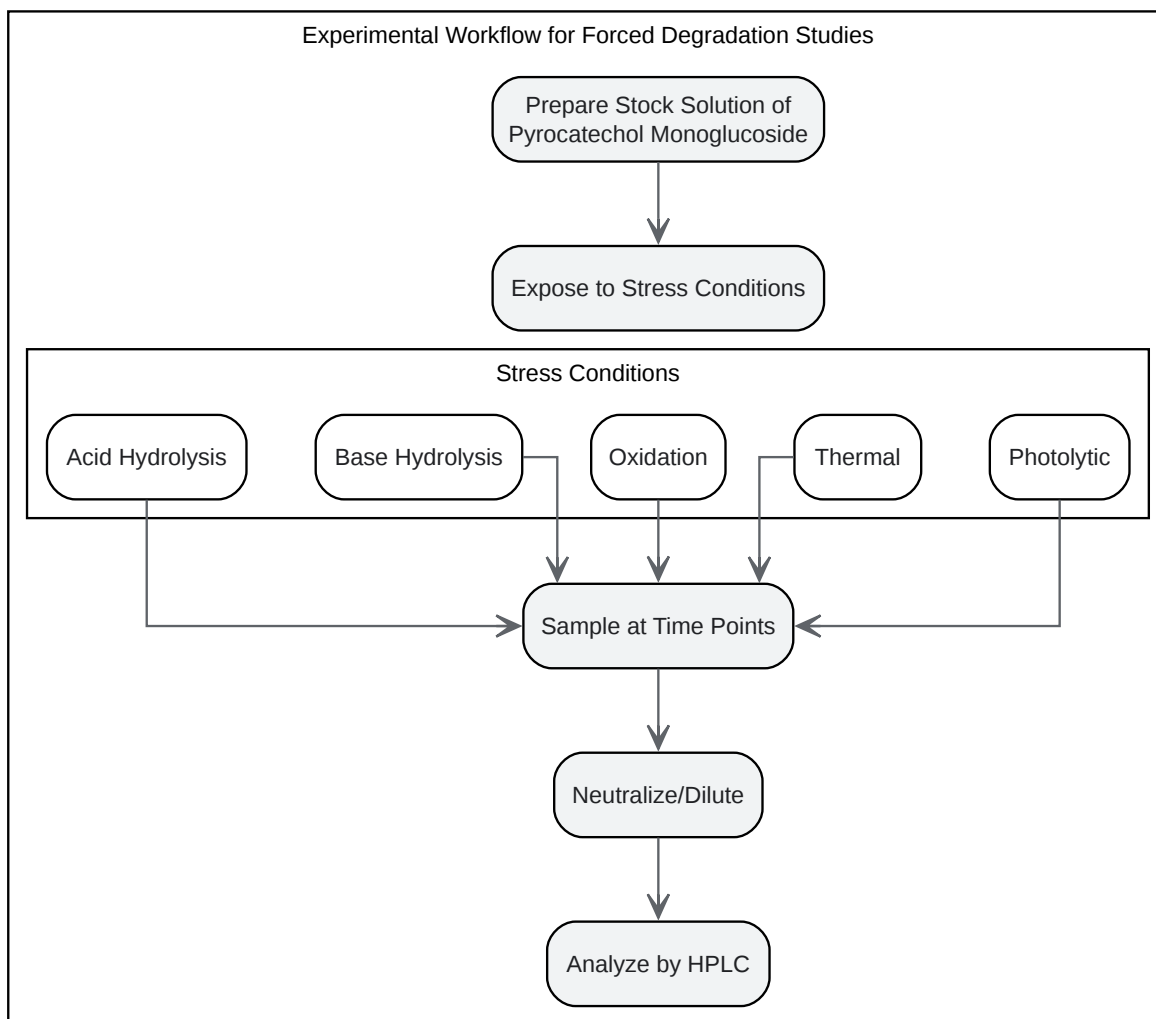 Experimental Workflow for Forced Degradation Studies
Prepare Stock Solution of
Pyrocatechol Monoglucoside
Expose to Stress Conditions
Stress Conditions
Acid Hydrolysis
Base Hydrolysis
Oxidation
Thermal
Photolytic
Sample at Time Points
Neutralize/Dilute
Analyze by HPLC